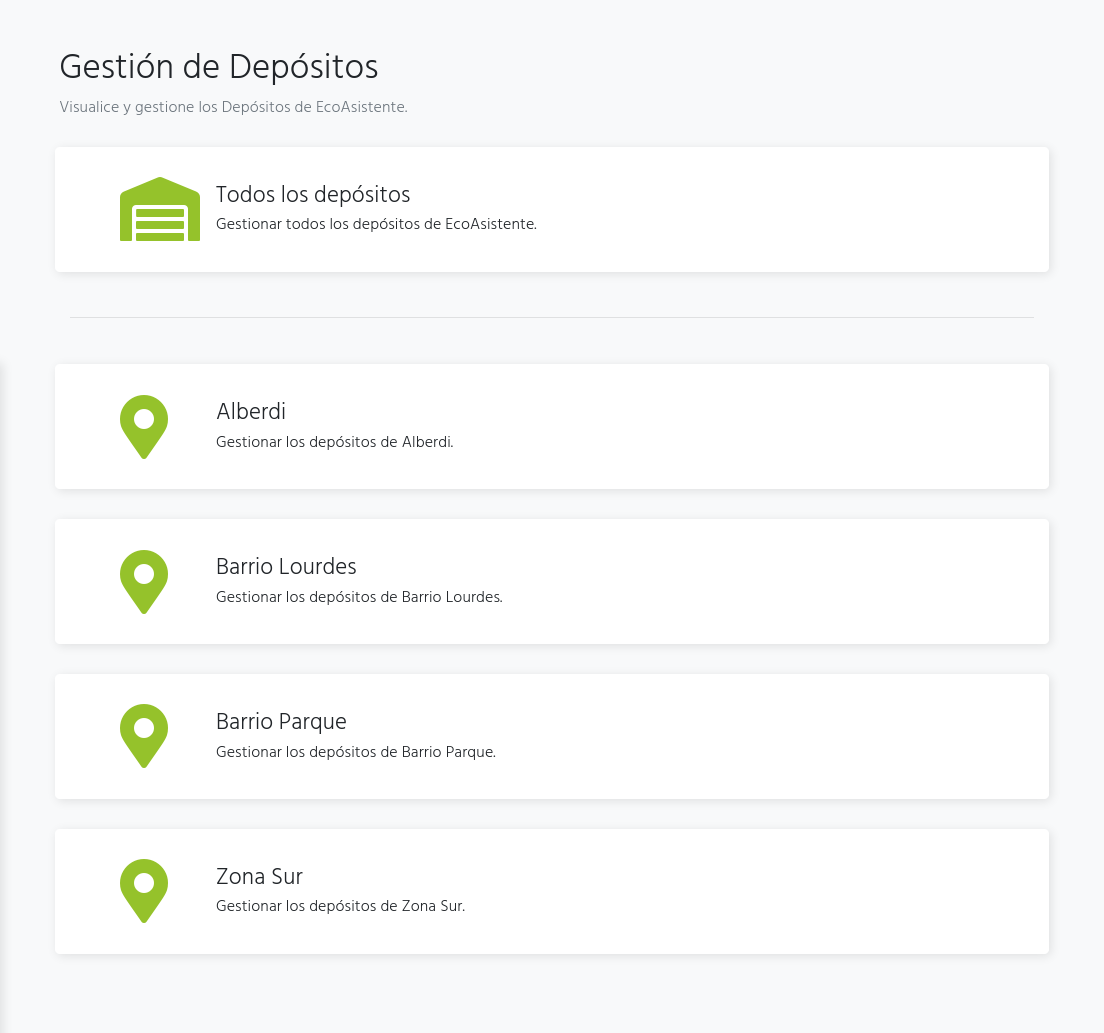 Gestión de Depósitos
Visualice y gestione los Depósitos de EcoAsistente.
Todos los depósitos
Gestionar todos los depósitos de EcoAsistente.
Alberdi
Gestionar los depósitos de Alberdi.
Barrio Lourdes
Gestionar los depósitos de Barrio Lourdes.
Barrio Parque
Gestionar los depósitos de Barrio Parque.
Zona Sur
Gestionar los depósitos de Zona Sur.